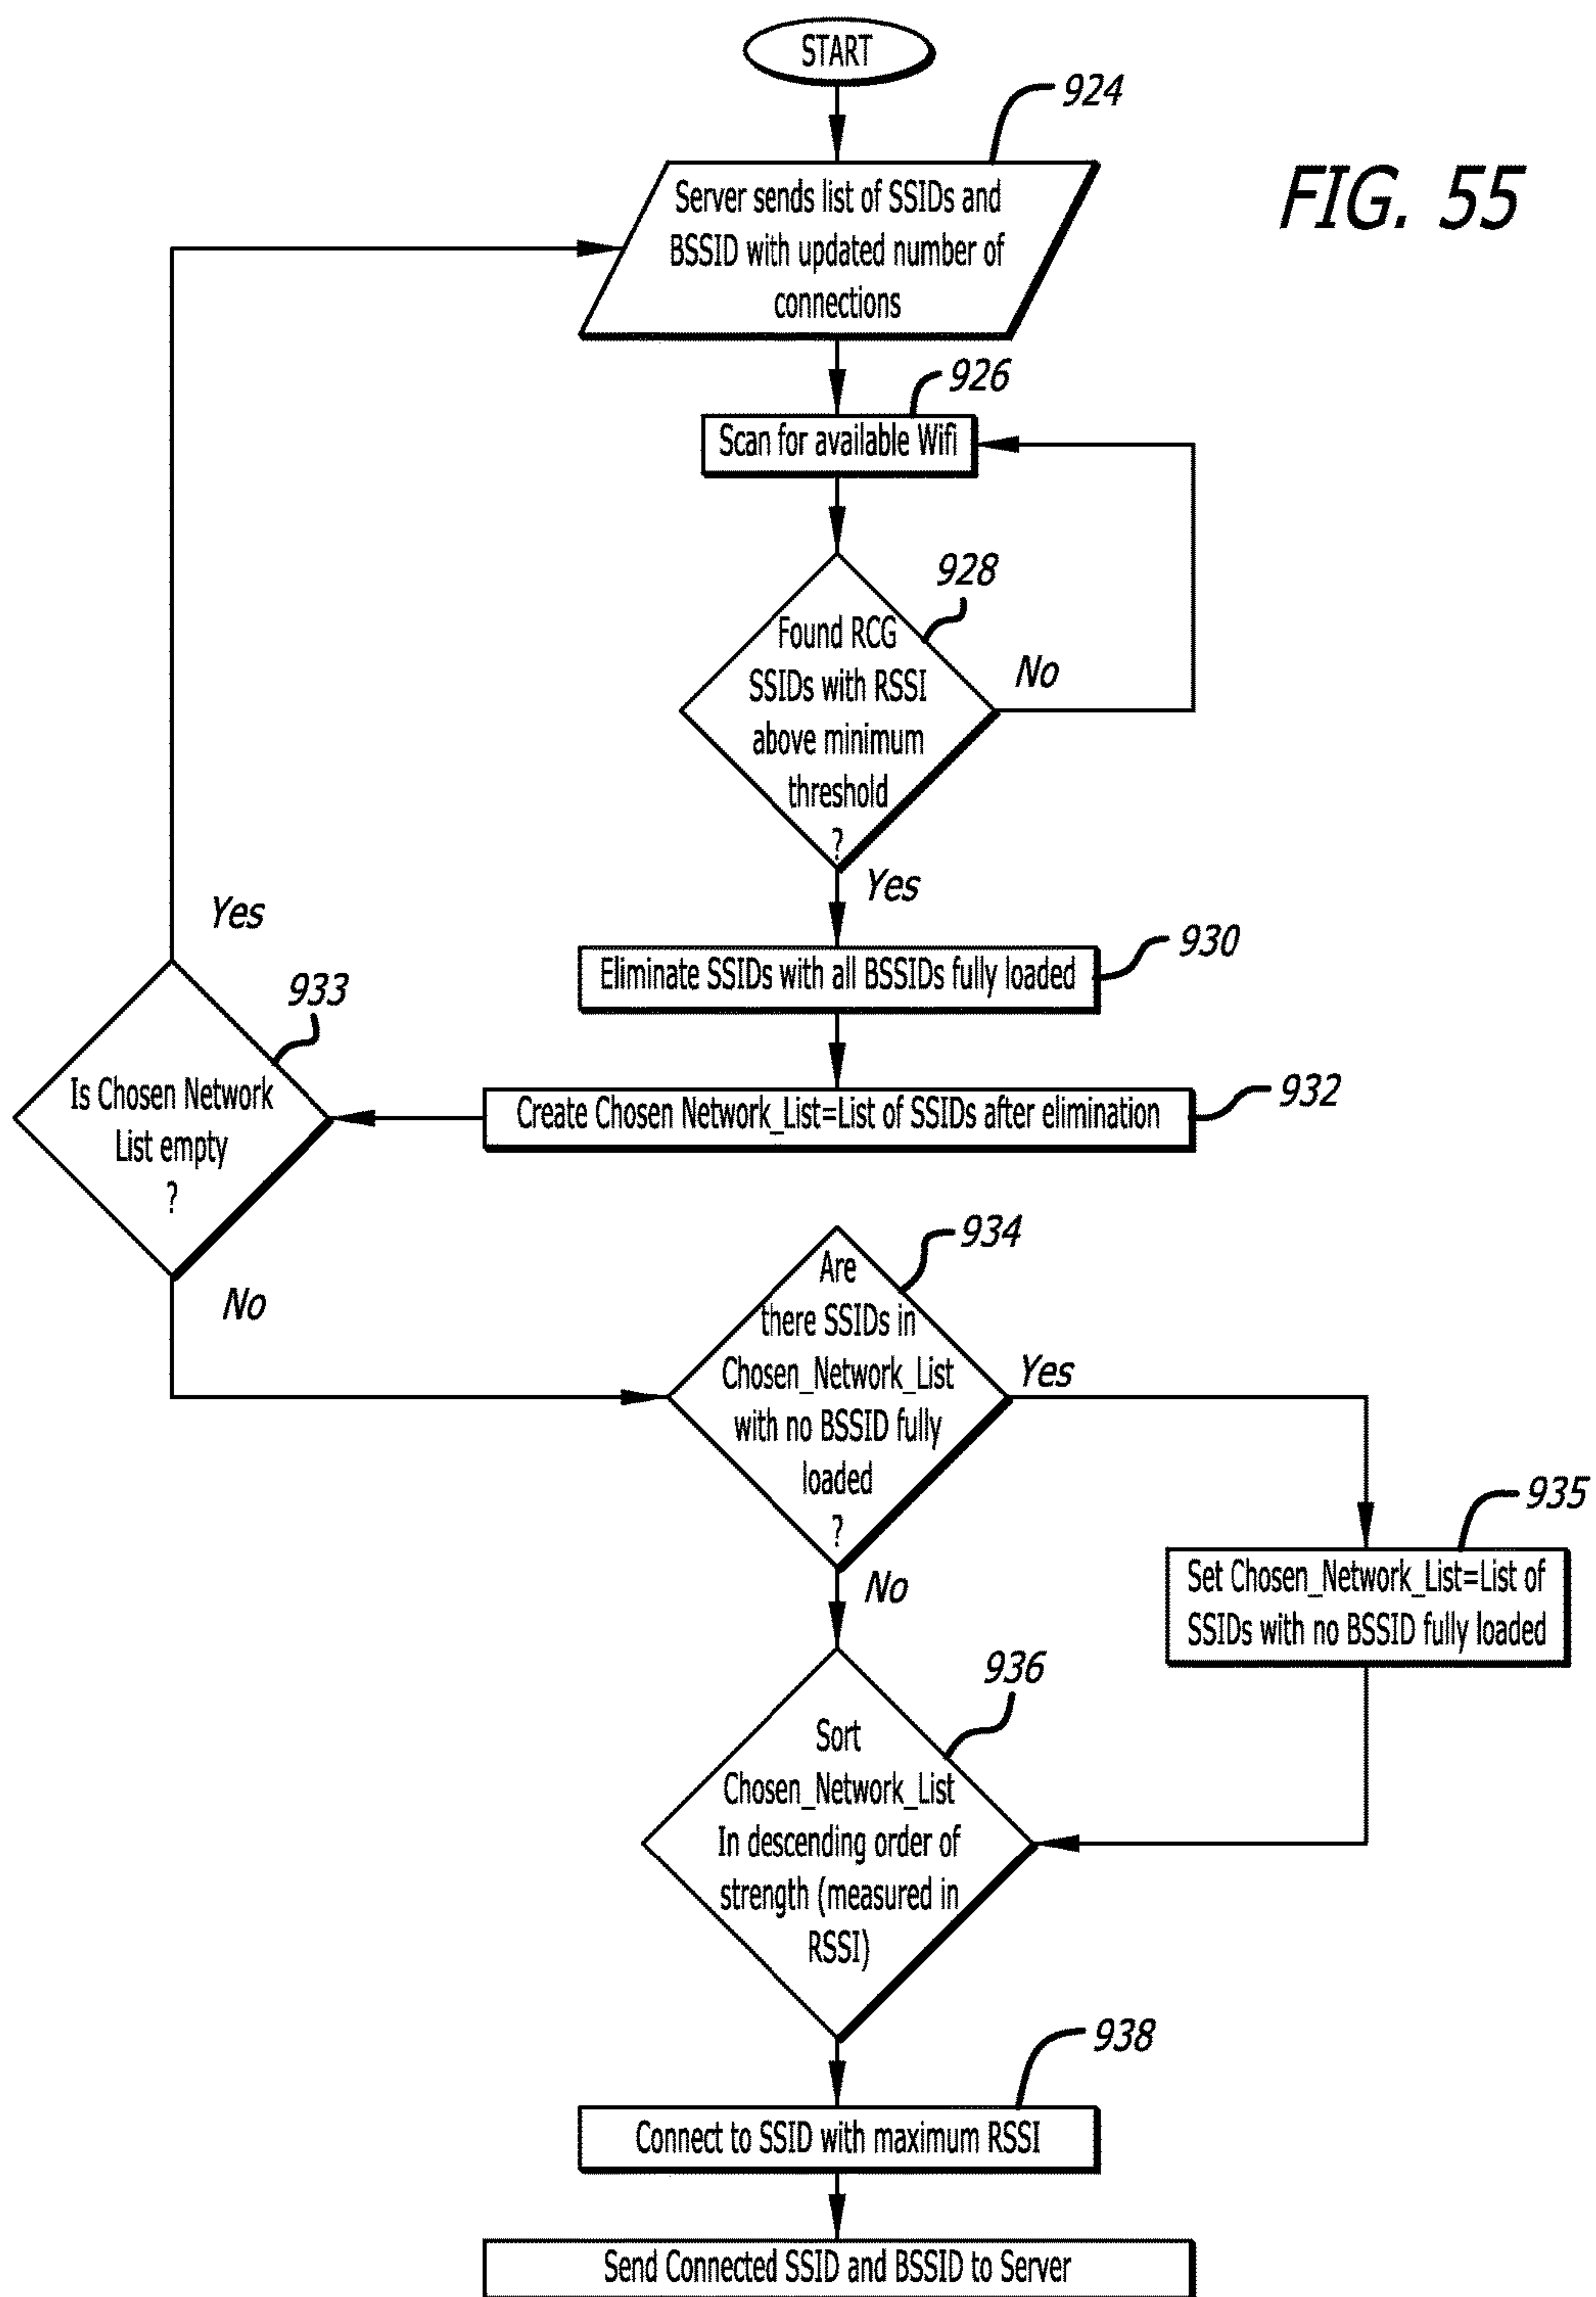 START
924
FIG. 55
Server sends list of SSIDs and
BSSID with updated number of
connections
926
Scan for available Wifi
928
Found RCG
SSIDs with RSSI
above minimum
threshold
?
No
Yes
930
Eliminate SSIDs with all BSSIDs fully loaded
Yes
933
Is Chosen Network
List empty
?
932
Create Chosen Network_List=List of SSIDs after elimination
No
934
Are
there SSIDs in
Chosen_Network_List
with no BSSID fully
loaded
?
Yes
No
935
Set Chosen_Network_List=List of
SSIDs with no BSSID fully loaded
936
Sort
Chosen_Network_List
In descending order of
strength (measured in
RSSI)
938
Connect to SSID with maximum RSSI
Send Connected SSID and BSSID to Server